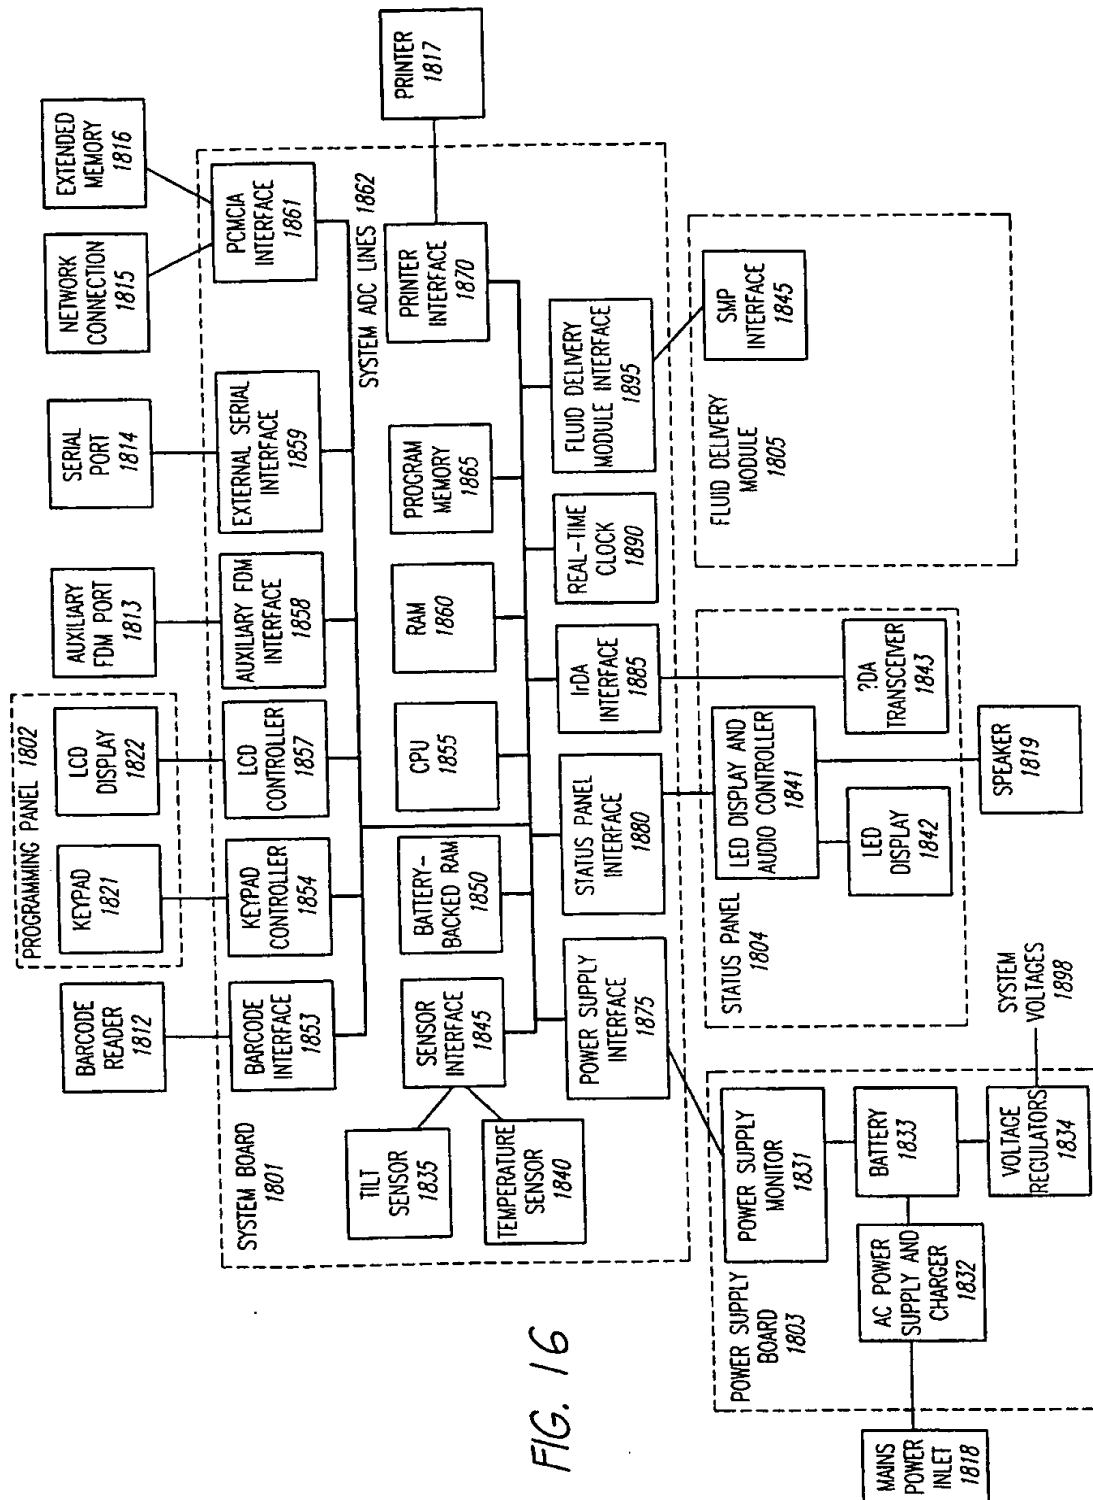 PROGRAMMING PANEL 1802
BARCODE
READER
1812
KEYPAD
1821
LCD
DISPLAY
1822
AUXILIARY
FDM PORT
1813
SERIAL
PORT
1814
NETWORK
CONNECTION
1815
EXTENDED
MEMORY
1816
BARCODE
INTERFACE
1853
KEYPAD
CONTROLLER
1854
LCD
CONTROLLER
1857
AUXILIARY FDM
INTERFACE
1858
EXTERNAL SERIAL
INTERFACE
1859
PCMCIA
INTERFACE
1861
SYSTEM BOARD
1801
SYSTEM ADC LINES 1862
TILT
SENSOR
1835
TEMPERATURE
SENSOR
1840
SENSOR
INTERFACE
1845
BATTERY-
BACKED RAM
1850
CPU
1855
RAM
1860
PROGRAM
MEMORY
1865
PRINTER
INTERFACE
1870
PRINTER
1817
POWER SUPPLY
INTERFACE
1875
STATUS PANEL
INTERFACE
1880
IrDA
INTERFACE
1885
REAL-TIME
CLOCK
1890
FLUID DELIVERY
MODULE INTERFACE
1895
POWER SUPPLY
BOARD
1803
POWER SUPPLY
MONITOR
1831
STATUS PANEL
1804
LED DISPLAY AND
AUDIO CONTROLLER
1841
FLUID DELIVERY
MODULE
1805
SMP
INTERFACE
1845
MAINS
POWER
INLET
1818
AC POWER
SUPPLY AND
CHARGER
1832
BATTERY
1833
LED
DISPLAY
1842
?DA
TRANSCEIVER
1843
VOLTAGE
REGULATORS
1834
SYSTEM
VOLTAGES
1898
SPEAKER
1819
FIG. 16